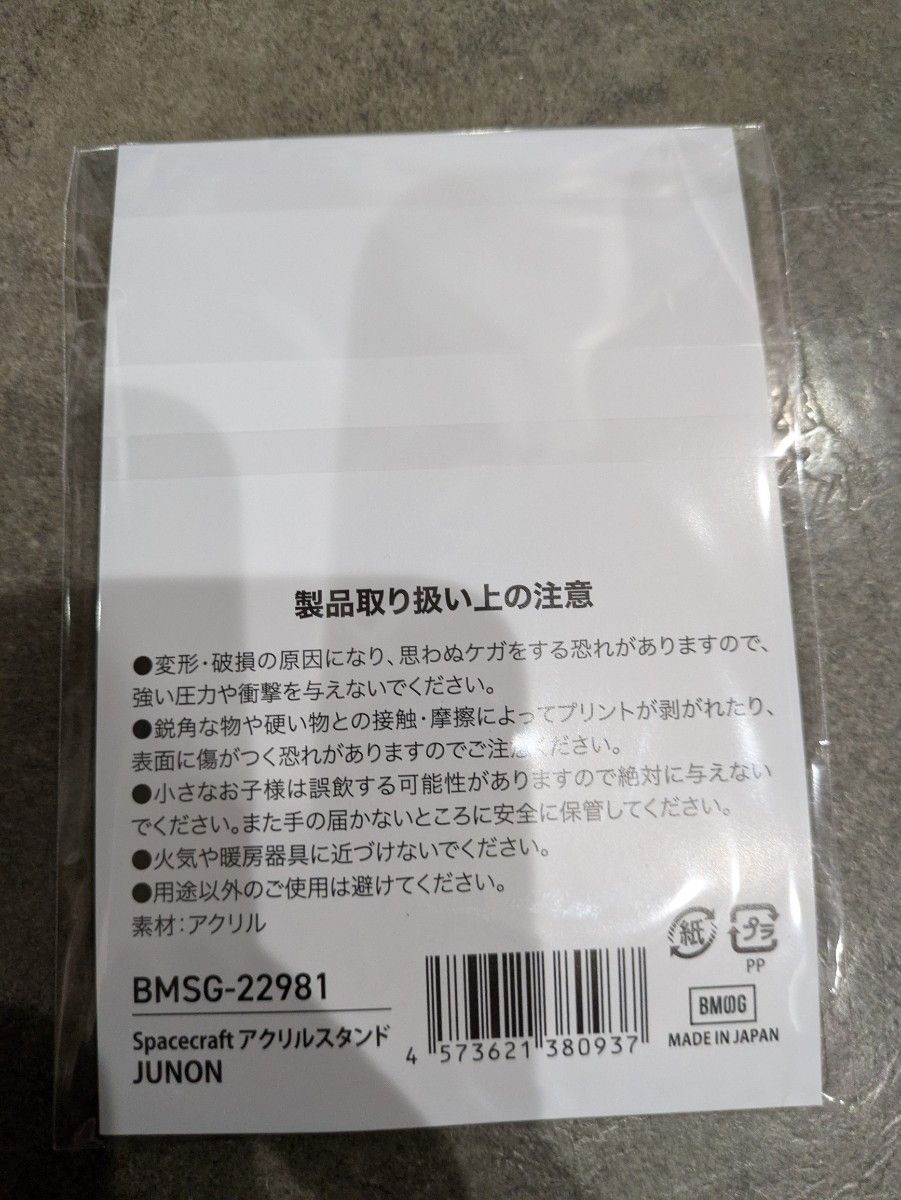 製品取り扱い上の注意
●変形・破損の原因になり、思わぬケガをする恐れがありますので、
強い圧力や衝撃を与えないでください。
●鋭角な物や硬い物との接触・摩擦によってプリントが剥がれたり、
表面に傷がつく恐れがありますのでご注意ください。
●小さなお子様は誤飲する可能性がありますので絶対に与えない
でください。また手の届かないところに安全に保管してください。
●火気や暖房器具に近づけないでください。
●用途以外のご使用は避けてください。
素材：アクリル
紙 プラ
PP
BMSG-22981
BMSG
Spacecraft アクリルスタンド
JUNON
4 573621 380937
MADE IN JAPAN